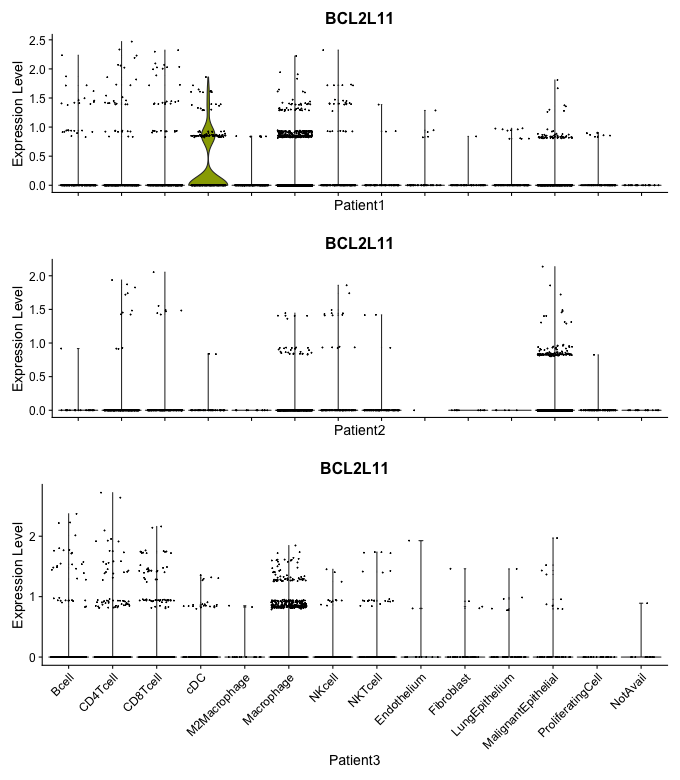 BCL2L11
Expression Level
2.5
2.0
1.5
1.0
0.5
0.0
Patient1
BCL2L11
Expression Level
2.0
1.5
1.0
0.5
0.0
Patient2
BCL2L11
Expression Level
2
1
0
Bcell
CD4Tcell
CD8Tcell
cDC
M2Macrophage
Macrophage
NKcell
NKTcell
Endothelium
Fibroblast
LungEpithelium
MalignantEpithelial
ProliferatingCell
NotAvail
Patient3